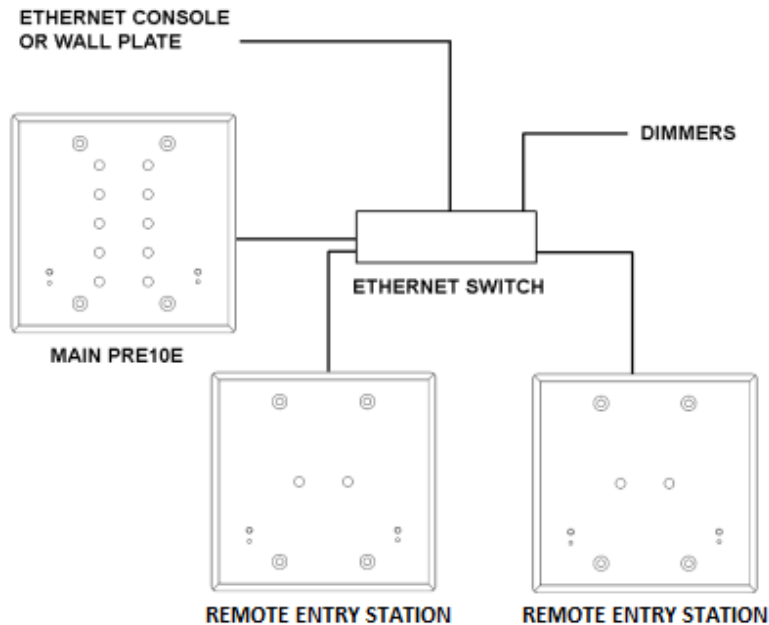 ETHERNET CONSOLE
OR WALL PLATE
DIMMERS
ETHERNET SWITCH
MAIN PRE10E
REMOTE ENTRY STATION
REMOTE ENTRY STATION